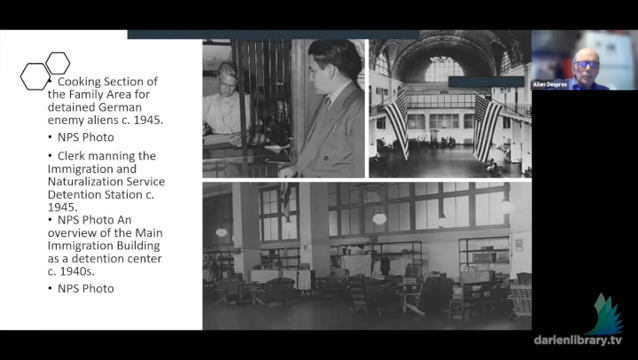 • Cooking Section of
the Family Area for
detained German
enemy aliens c. 1945.
• NPS Photo
• Clerk manning the
Immigration and
Naturalization Service
Detention Station c.
1945.
• NPS Photo An
overview of the Main
Immigration Building
as a detention center
c. 1940s.
• NPS Photo
Allen Despres
darienlibrary.tv